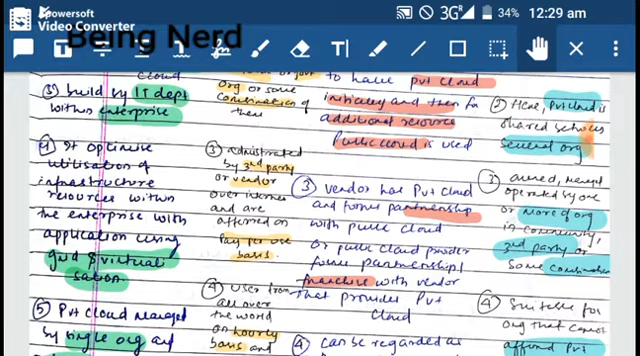 Apowersoft
Video Converter
Being Nerd
3G
34%
12:29 am
cloud
③ build by IT dept
within enterprise
④ It optimise
utilisation of
infrastructure
resources within
the enterprise with
application using
grid & virtuali
sation
⑤ Pvt cloud managed
by single org and
org or some
combination of
them
③ Administrated
by 3rd party
or vendor
over internet
and are
offered on
Pay per use
basis.
④ User from
all over
the world
on hourly
basis and
to have pvt cloud
initially and then for
additional resource
Public cloud is used
③ vendor has Pvt cloud
and forms partnership
with public cloud
or public cloud provider
forms partnership/
franchise with vendor
that provides Pvt
cloud
④ can be regarded as
② Here, Pvt cloud is
shared between
several org
③ owned, managed
operated by one
or more of org
in community,
3rd party or
some combination
④ Suitable for
org that cannot
afford Pvt